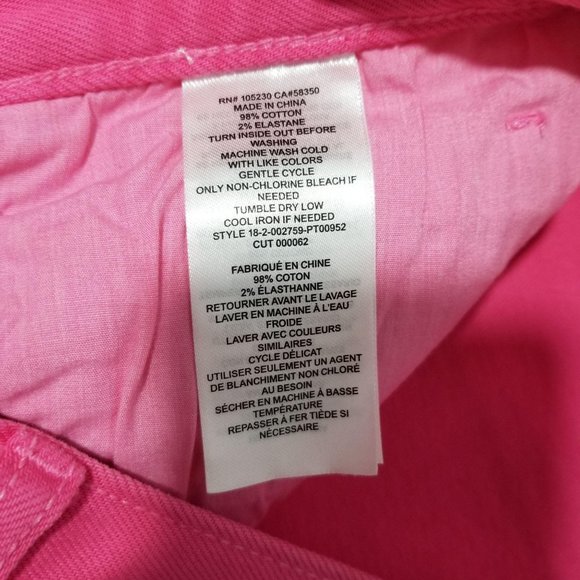 RN# 105230 CA#58350
MADE IN CHINA
98% COTTON
2% ELASTANE
TURN INSIDE OUT BEFORE
WASHING
MACHINE WASH COLD
WITH LIKE COLORS
GENTLE CYCLE
ONLY NON-CHLORINE BLEACH IF
NEEDED
TUMBLE DRY LOW
COOL IRON IF NEEDED
STYLE 18-2-002759-PT00952
CUT 000062
FABRIQUÉ EN CHINE
98% COTON
2% ÉLASTHANNE
RETOURNER AVANT LE LAVAGE
LAVER EN MACHINE À L'EAU
FROIDE
LAVER AVEC COULEURS
SIMILAIRES
CYCLE DÉLICAT
UTILISER SEULEMENT UN AGENT
DE BLANCHIMENT NON CHLORÉ
AU BESOIN
SÉCHER EN MACHINE À BASSE
TEMPÉRATURE
REPASSER À FER TIÈDE SI
NÉCESSAIRE